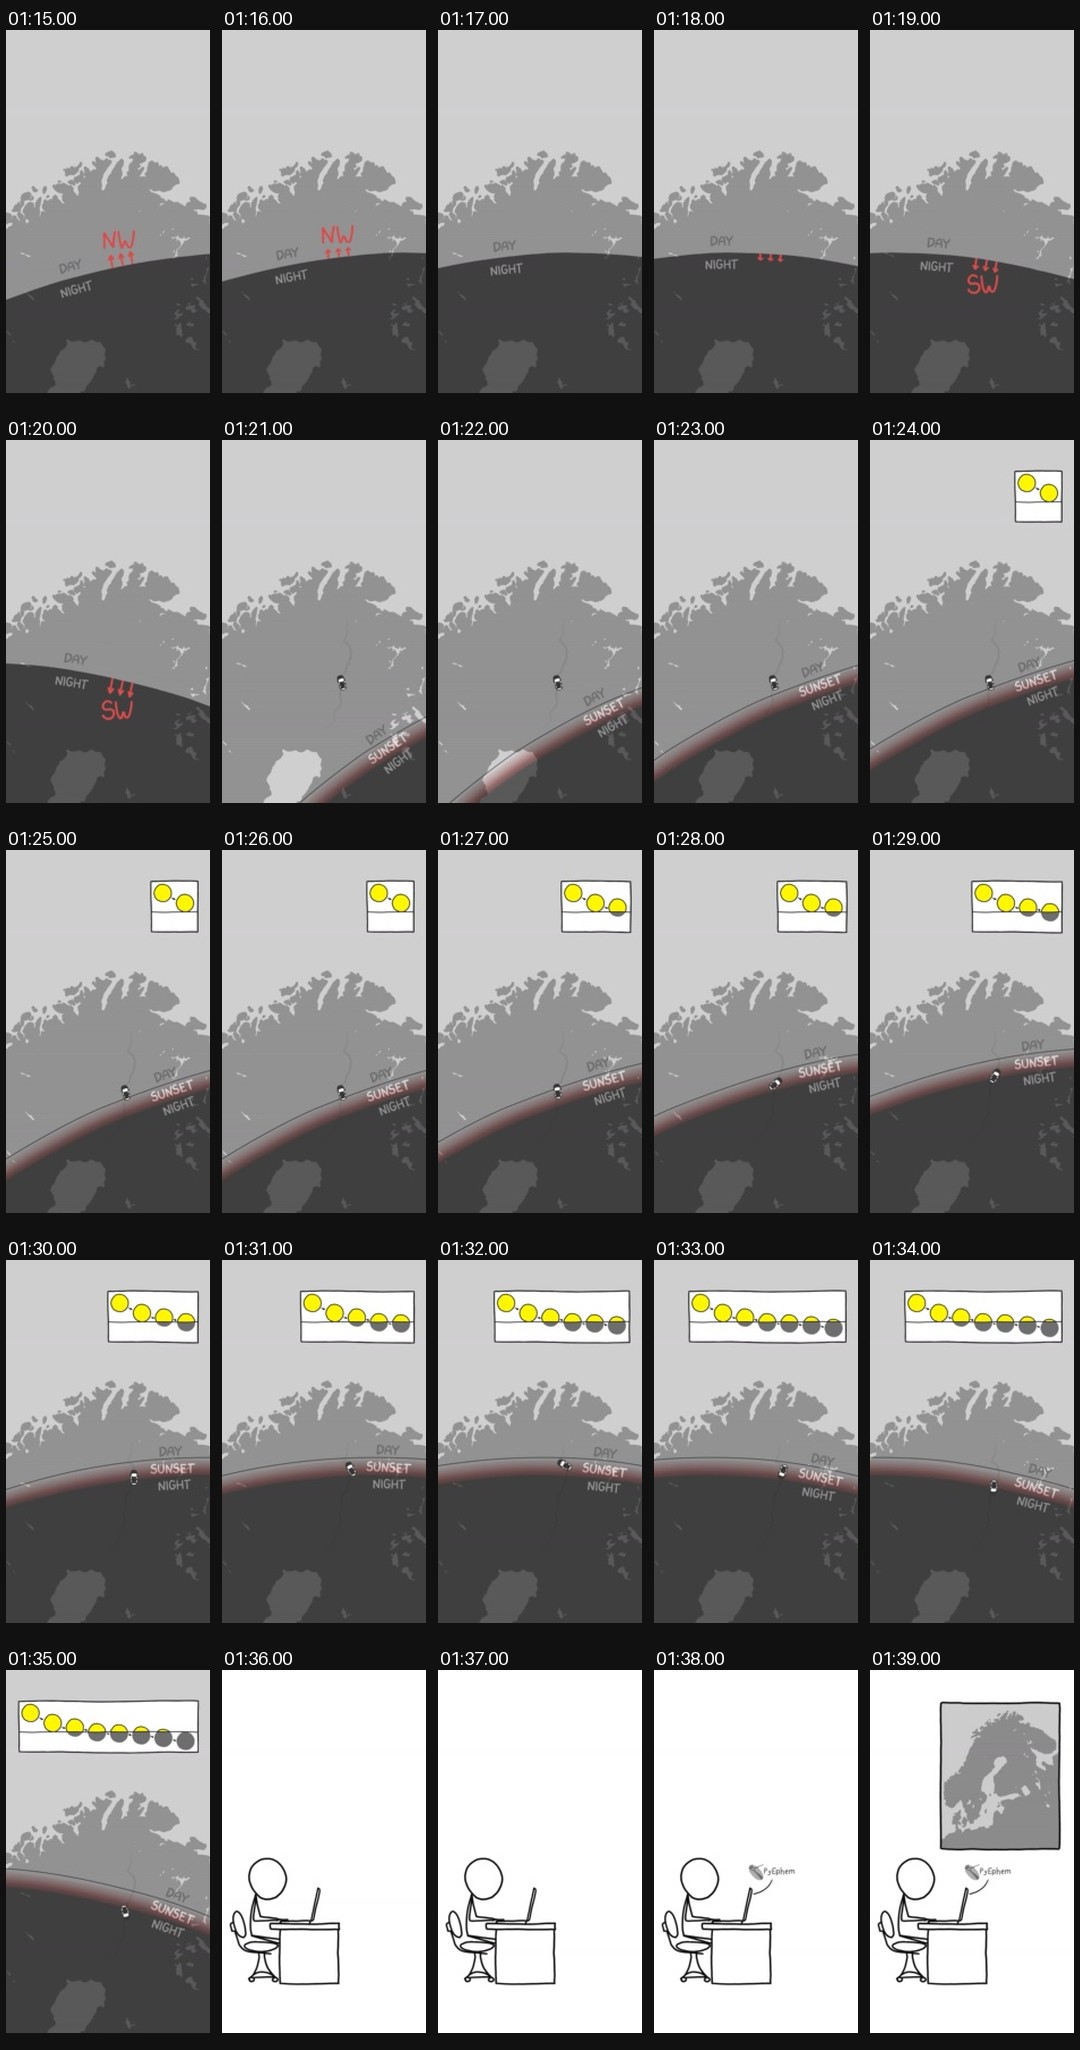 01:15.00
01:16.00
01:17.00
01:18.00
01:19.00
NW
DAY
NIGHT
NW
DAY
NIGHT
DAY
NIGHT
DAY
NIGHT
DAY
NIGHT
SW
01:20.00
01:21.00
01:22.00
01:23.00
01:24.00
DAY
NIGHT
SW
DAY
SUNSET
NIGHT
DAY
SUNSET
NIGHT
DAY
SUNSET
NIGHT
DAY
SUNSET
NIGHT
01:25.00
01:26.00
01:27.00
01:28.00
01:29.00
DAY
SUNSET
NIGHT
DAY
SUNSET
NIGHT
DAY
SUNSET
NIGHT
DAY
SUNSET
NIGHT
DAY
SUNSET
NIGHT
01:30.00
01:31.00
01:32.00
01:33.00
01:34.00
DAY
SUNSET
NIGHT
DAY
SUNSET
NIGHT
DAY
SUNSET
NIGHT
DAY
SUNSET
NIGHT
DAY
SUNSET
NIGHT
01:35.00
01:36.00
01:37.00
01:38.00
01:39.00
DAY
SUNSET
NIGHT
PyEphem
PyEphem